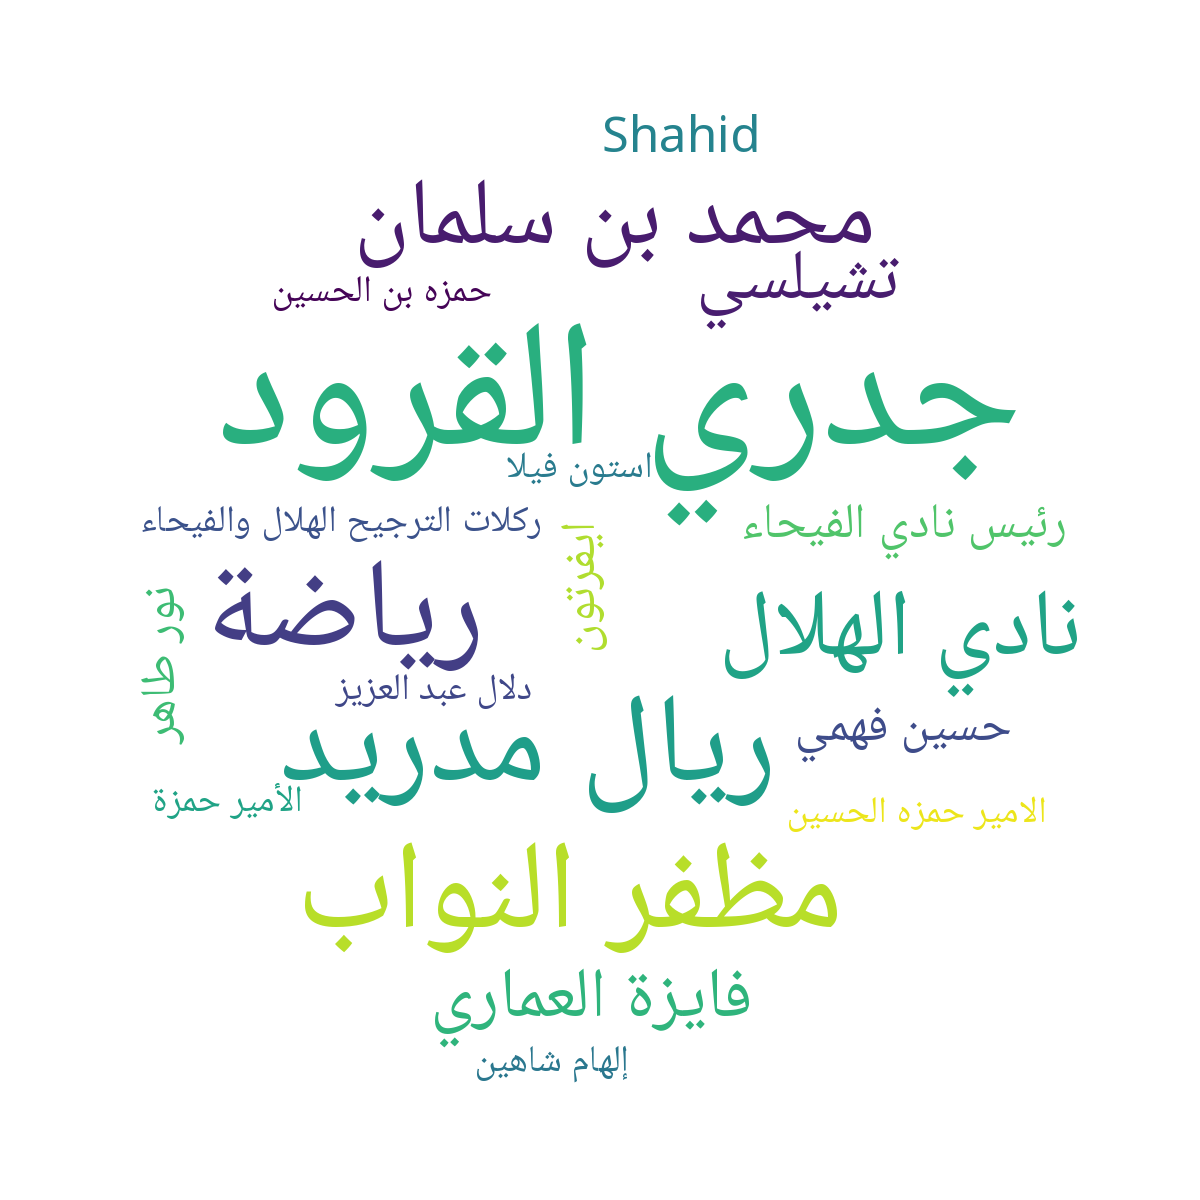 Shahid
محمد بن سلمان
تشيلسي
حمزه بن الحسين
جدري القرود
استون فيلا
ركلات الترجيح الهلال والفيحاء
رئيس نادي الفيحاء
ايفرتون
رياضة
نادي الهلال
نور طاهر
دلال عبد العزيز
ريال مدريد
حسين فهمي
الأمير حمزة
الامير حمزه الحسين
مظفر النواب
فايزة العماري
إلهام شاهين